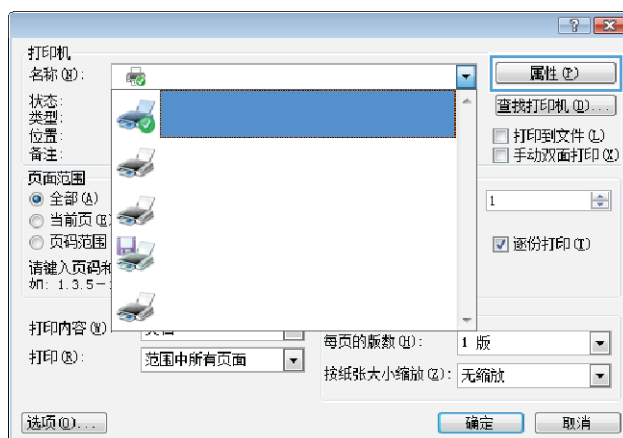 打印机
名称(N):
属性(P)
状态:
类型:
查找打印机(D)...
位置:
打印到文件(L)
备注:
手动双面打印(X)
页面范围
全部(A)
1
当前页(E)
页码范围
逐份打印(T)
请键入页码和
如: 1.3.5-
打印内容(W):
每页的版数(H):
1 版
打印(R):
范围中所有页面
按纸张大小缩放(Z):
无缩放
选项(O)...
确定
取消